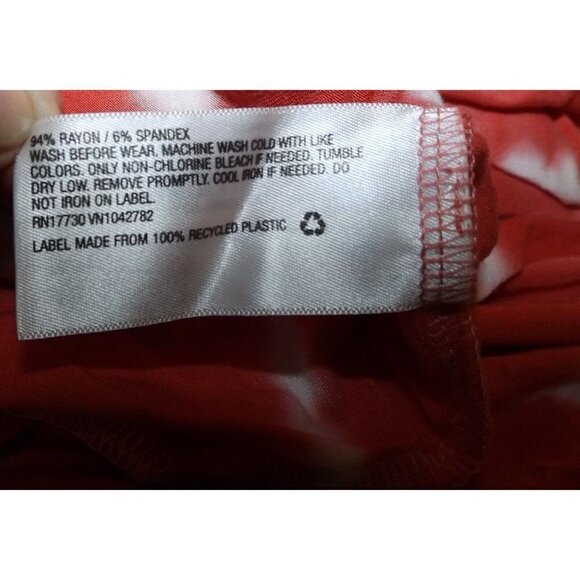 94% RAYON / 6% SPANDEX
WASH BEFORE WEAR. MACHINE WASH COLD WITH LIKE
COLORS. ONLY NON-CHLORINE BLEACH IF NEEDED. TUMBLE
DRY LOW. REMOVE PROMPTLY. COOL IRON IF NEEDED. DO
NOT IRON ON LABEL.
RN17730 VN1042782
LABEL MADE FROM 100% RECYCLED PLASTIC